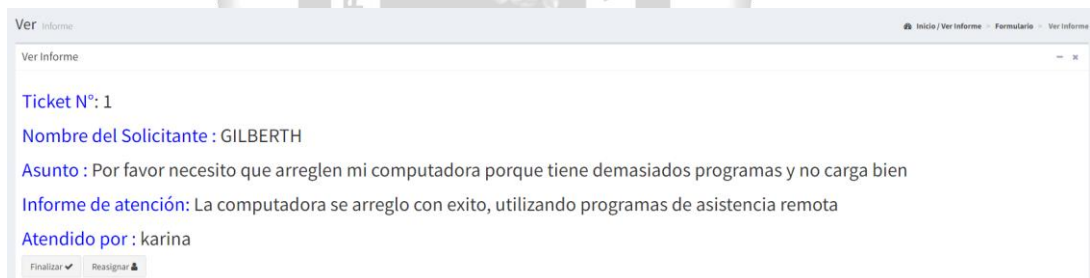 Ver Informe
Inicio / Ver Informe > Formulario > Ver Informe
Ver Informe
Ticket N°: 1
Nombre del Solicitante : GILBERTH
Asunto : Por favor necesito que arreglen mi computadora porque tiene demasiados programas y no carga bien
Informe de atención: La computadora se arreglo con exito, utilizando programas de asistencia remota
Atendido por : karina
Finalizar ✔ Reasignar